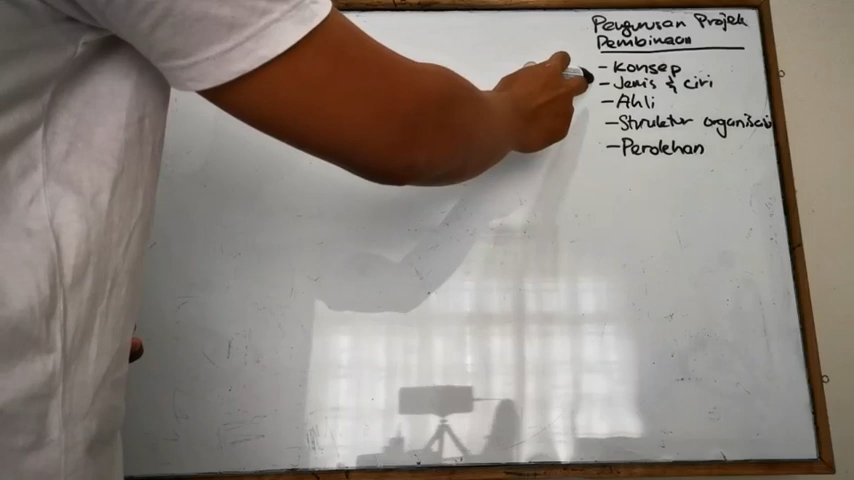 Pengurusan Projek
Pembinaan
- Konsep
- Jenis & ciri
- Ahli
- Struktur organisasi
- Perolehan